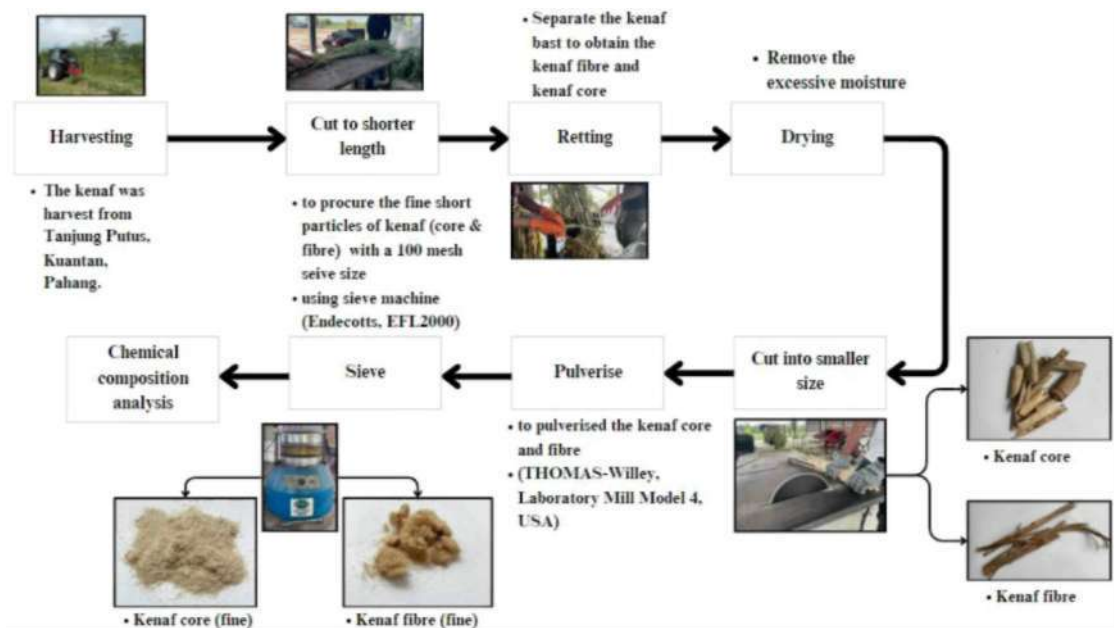 • Separate the kenaf
bast to obtain the
kenaf fibre and
kenaf core
• Remove the
excessive moisture
Harvesting
Cut to shorter
length
Retting
Drying
• The kenaf was
harvest from
Tanjung Putus,
Kuantan,
Pahang.
• to procure the fine short
particles of kenaf (core &
fibre) with a 100 mesh
seive size
• using sieve machine
(Endecotts, EFL2000)
Chemical
composition
analysis
Sieve
Pulverise
Cut into smaller
size
• to pulverised the kenaf core
and fibre
• (THOMAS-Willey,
Laboratory Mill Model 4,
USA)
• Kenaf core
• Kenaf fibre
• Kenaf core (fine)
• Kenaf fibre (fine)